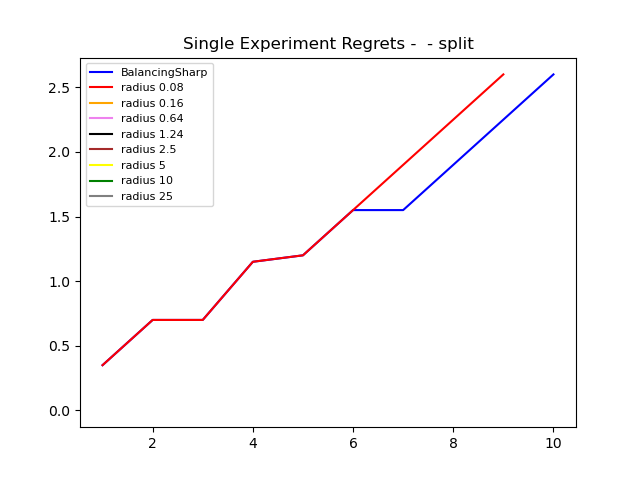 Single Experiment Regrets -  - split
BalancingSharp
radius 0.08
radius 0.16
radius 0.64
radius 1.24
radius 2.5
radius 5
radius 10
radius 25
2.5
2.0
1.5
1.0
0.5
0.0
2 4 6 8 10